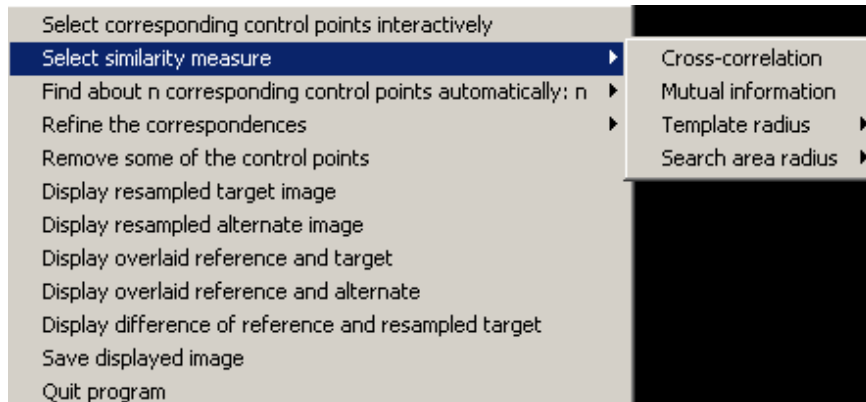 Select corresponding control points interactively
Select similarity measure
Find about n corresponding control points automatically: n
Refine the correspondences
Remove some of the control points
Display resampled target image
Display resampled alternate image
Display overlaid reference and target
Display overlaid reference and alternate
Display difference of reference and resampled target
Save displayed image
Quit program
Cross-correlation
Mutual information
Template radius
Search area radius